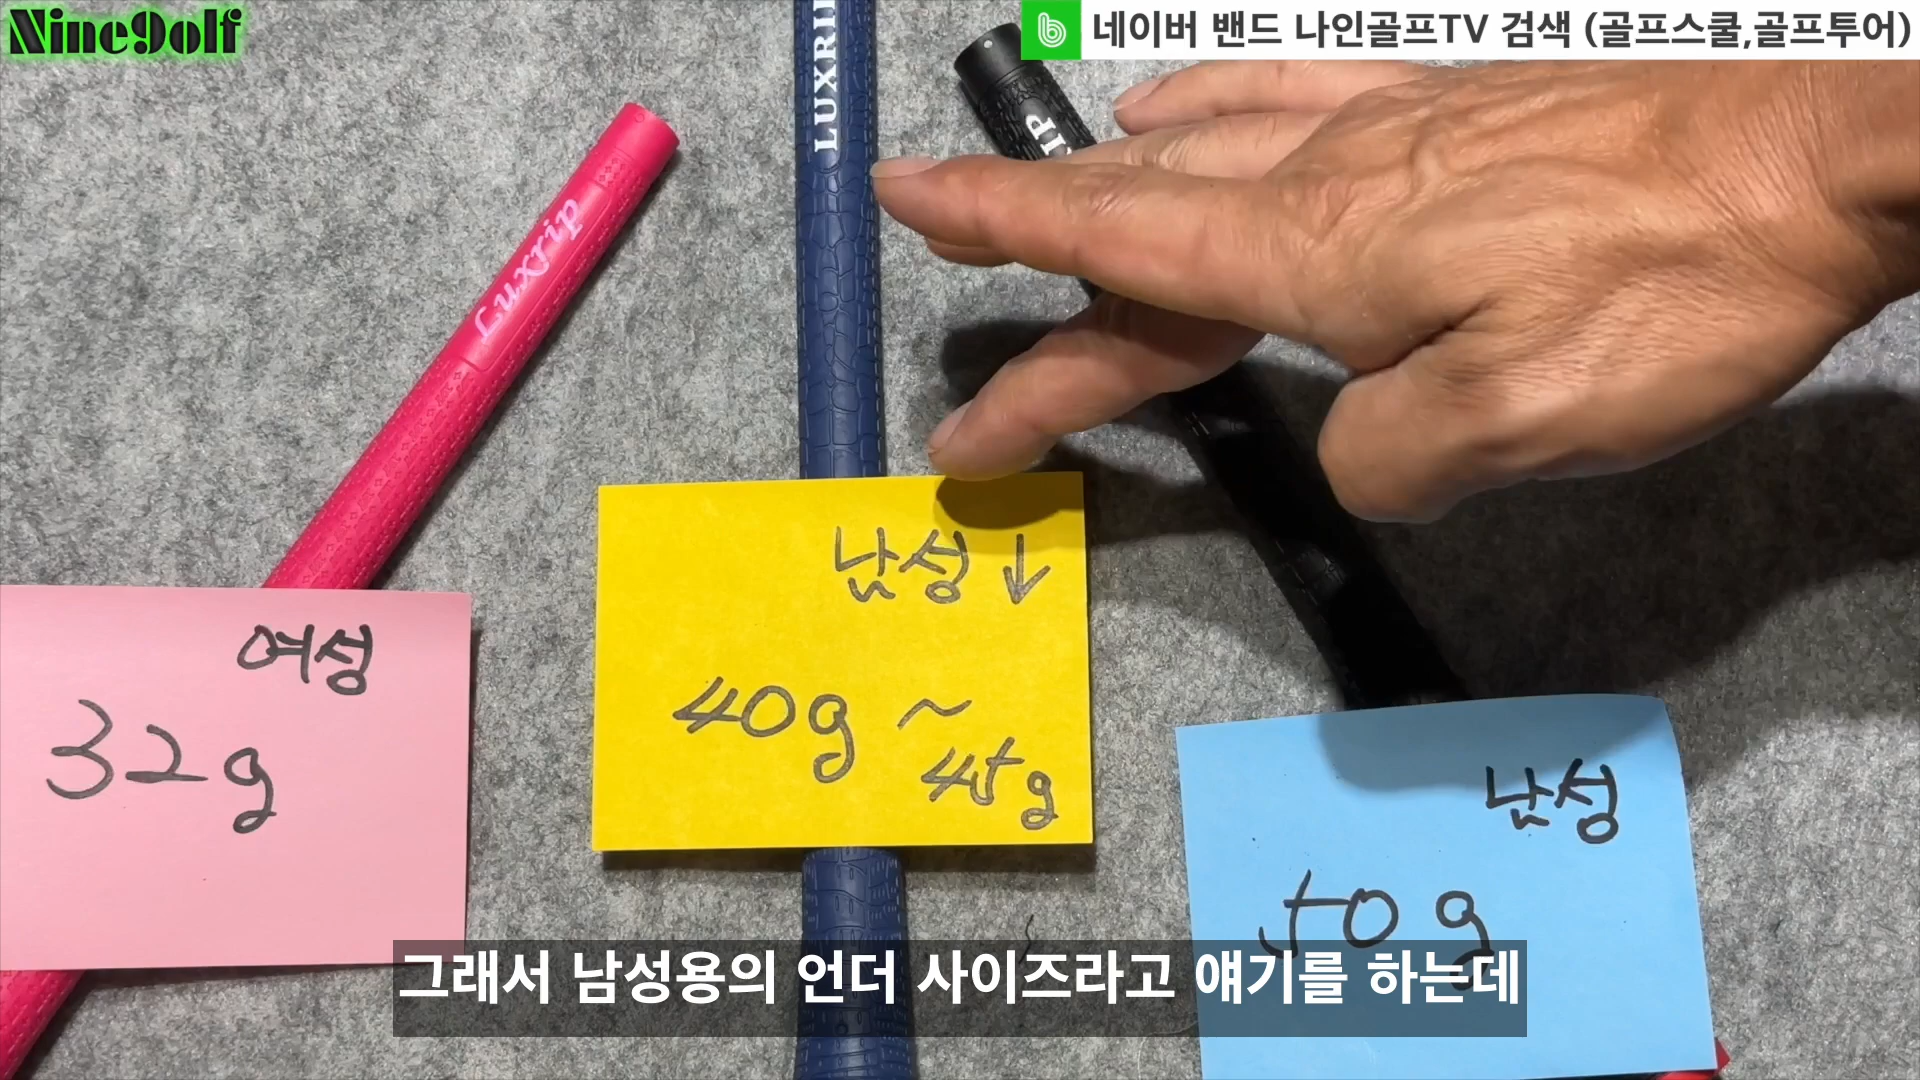 Nine9olf
네이버 밴드 나인골프TV 검색 (골프스쿨,골프투어)
LUXRI
IP
Luxrip
남성 ↓
40g ~
45g
여성
32g
남성
50g
그래서 남성용의 언더 사이즈라고 얘기를 하는데